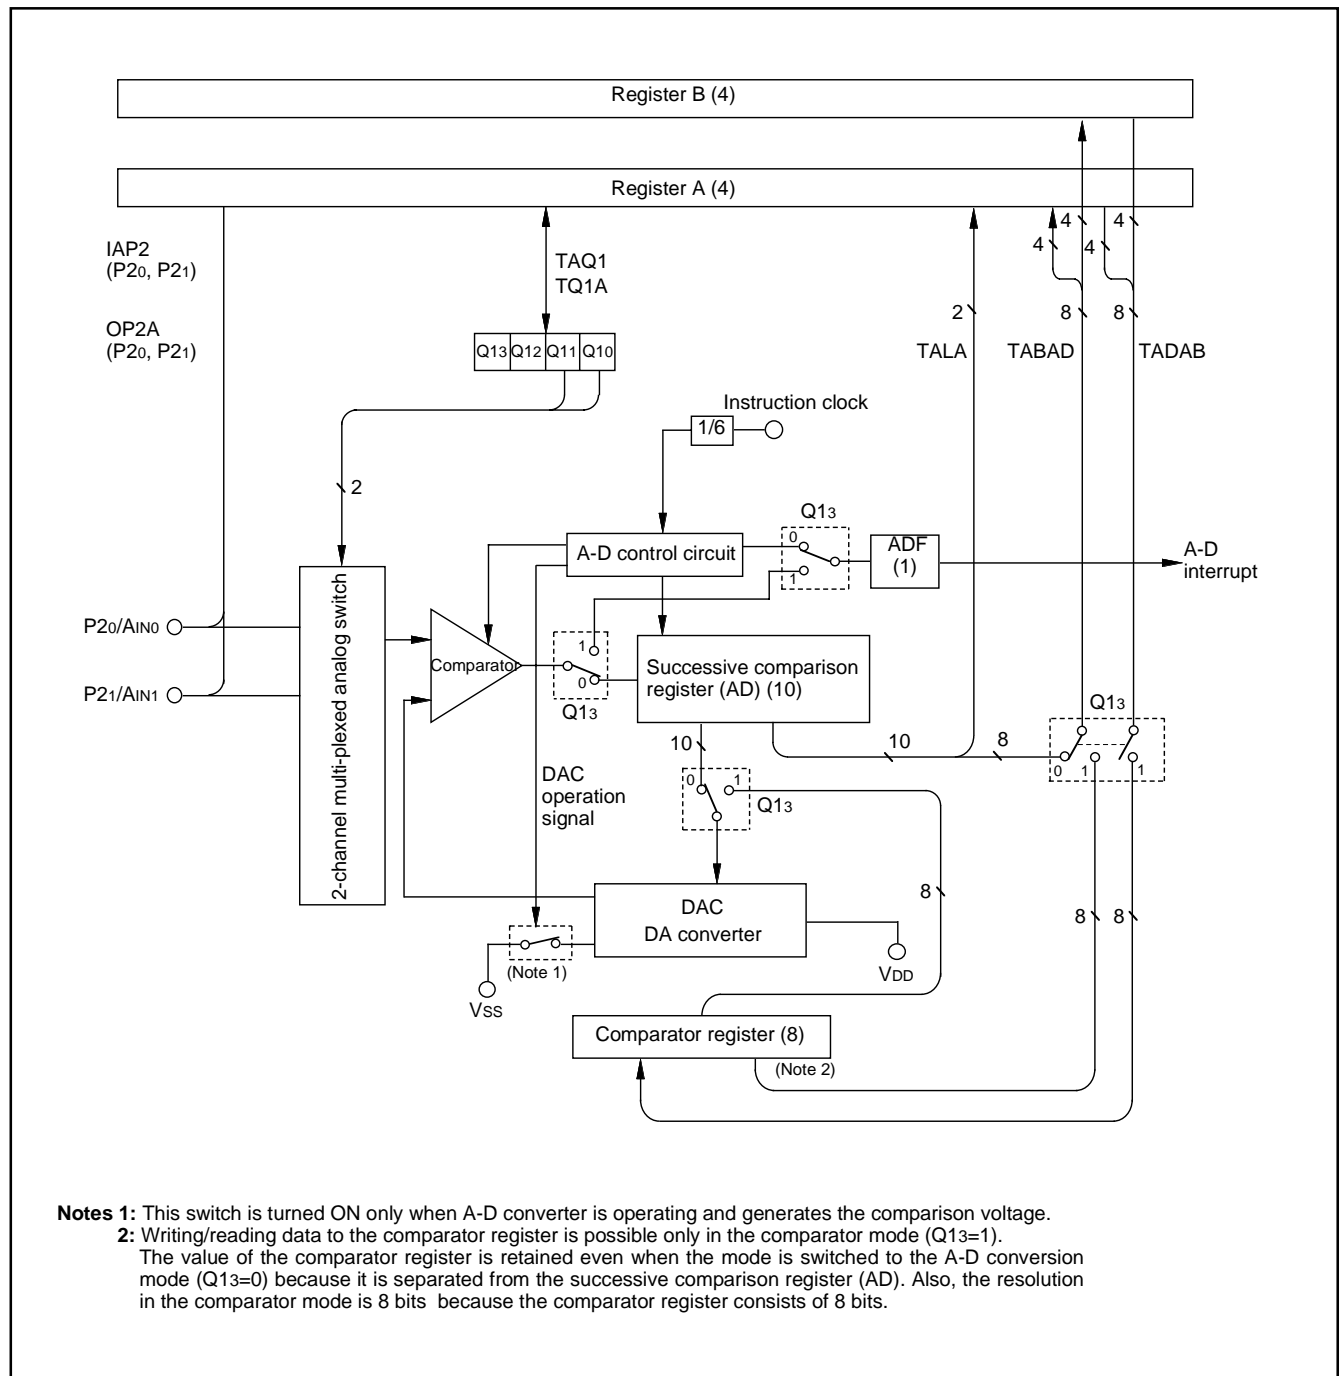 Register B (4)
Register A (4)
IAP2
(P20, P21)
OP2A
(P20, P21)
TAQ1
TQ1A
Q13 Q12 Q11 Q10
2
4
4
4
4
2
8
8
TALA
TABAD
TADAB
Instruction clock
1/6
2-channel multi-plexed analog switch
A-D control circuit
Q13
0
1
ADF
(1)
A-D
interrupt
P20/AIN0
P21/AIN1
Comparator
1
0
Q13
Successive comparison
register (AD) (10)
10
10
8
Q13
0
1
1
DAC
operation
signal
0
1
Q13
8
8
8
DAC
DA converter
(Note 1)
VSS
VDD
Comparator register (8)
(Note 2)
Notes 1: This switch is turned ON only when A-D converter is operating and generates the comparison voltage.
2: Writing/reading data to the comparator register is possible only in the comparator mode (Q13=1).
The value of the comparator register is retained even when the mode is switched to the A-D conversion
mode (Q13=0) because it is separated from the successive comparison register (AD). Also, the resolution
in the comparator mode is 8 bits because the comparator register consists of 8 bits.